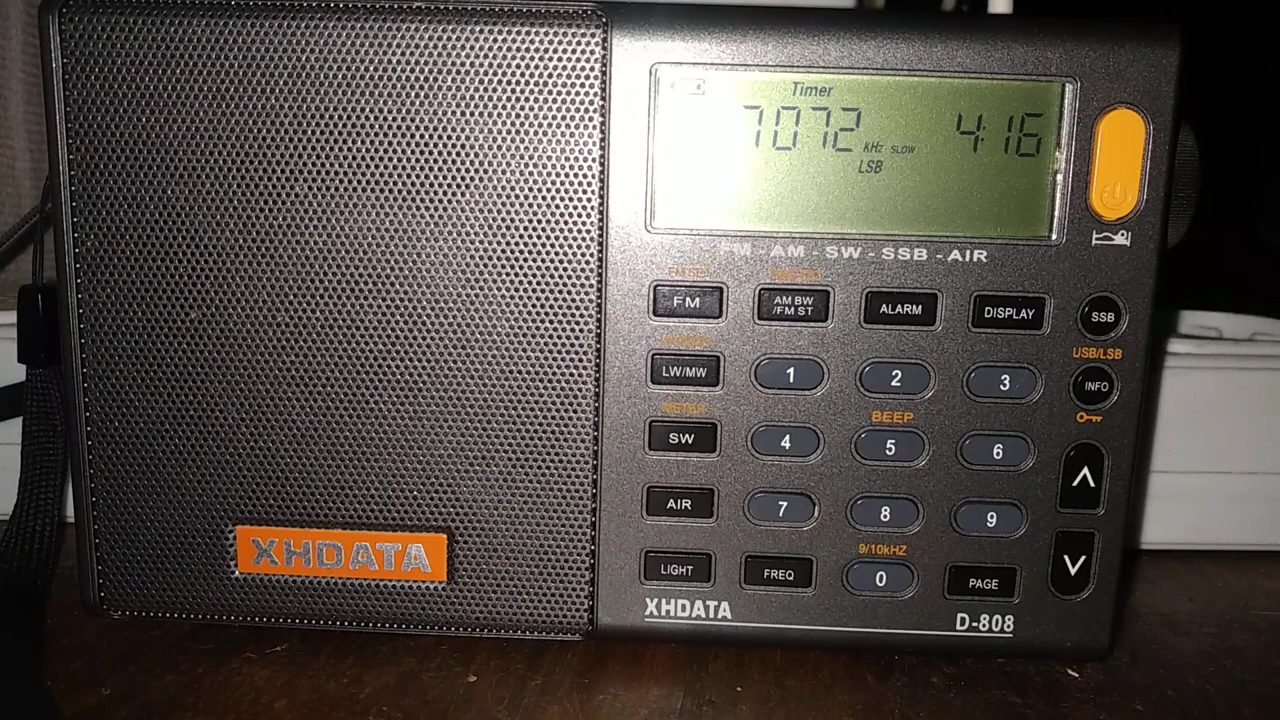 Timer
7072 kHz SLOW 4:16
LSB
FM - AM - SW - SSB - AIR
FM AM BW /FM ST ALARM DISPLAY SSB
USB/LSB
LW/MW 1 2 3 INFO
BEEP
SW 4 5 6
AIR 7 8 9
9/10kHZ
LIGHT FREQ 0 PAGE
XHDATA
XHDATA D-808